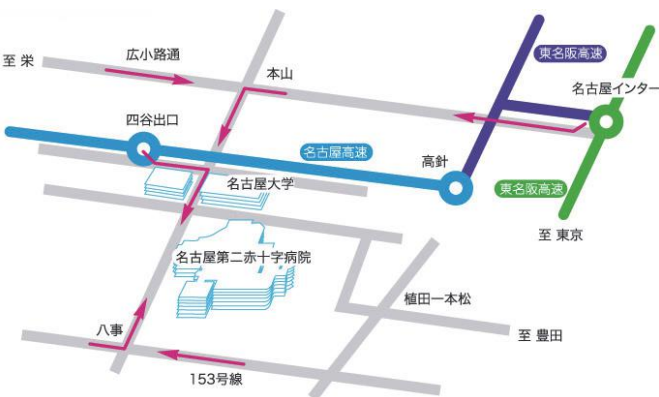 東名阪高速
広小路通
至 栄
本山
名古屋インター
四谷出口
名古屋高速
高針
名古屋大学
東名阪高速
至 東京
名古屋第二赤十字病院
植田一本松
八事
至 豊田
153号線